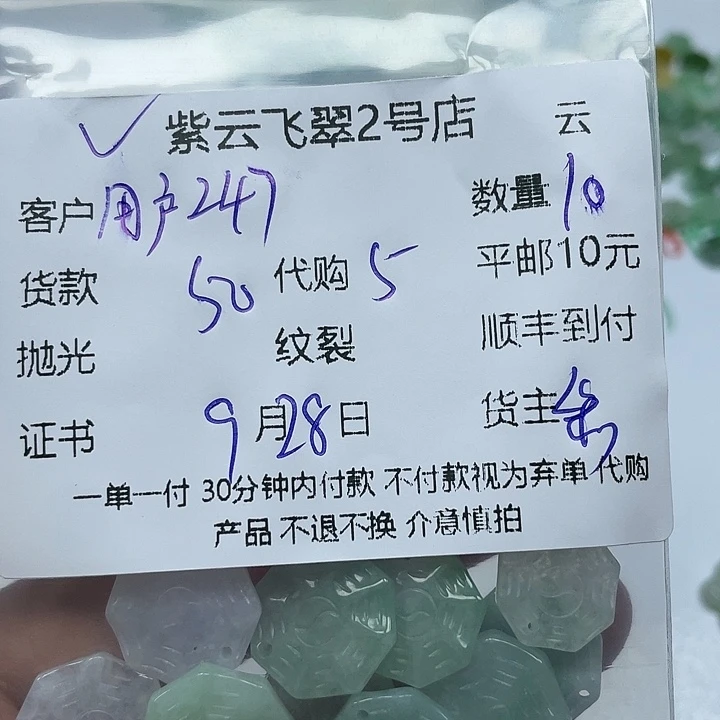 紫云飞翠2号店 云
客户 用户247 数量 10
货款 50 代购 5 平邮10元
抛光 纹裂 顺丰到付
证书 9月28日 货主
一单一付 30分钟内付款 不付款视为弃单 代购
产品 不退不换 介意慎拍